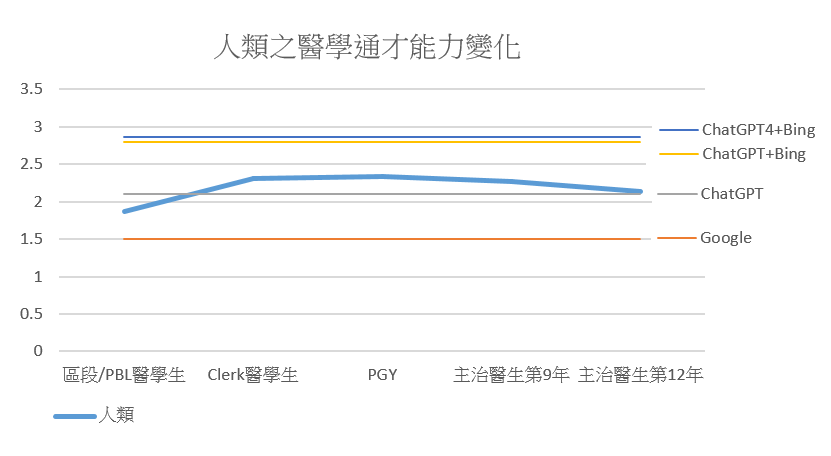 人類之醫學通才能力變化
3.5
3
2.5
2
1.5
1
0.5
0
ChatGPT4+Bing
ChatGPT+Bing
ChatGPT
Google
區段/PBL醫學生
Clerk醫學生
PGY
主治醫生第9年
主治醫生第12年
人類